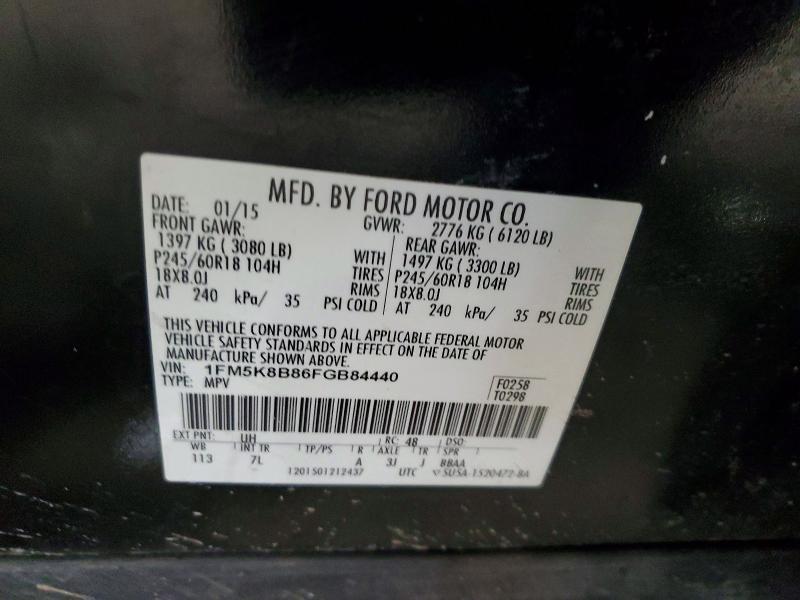 MFD. BY FORD MOTOR CO.
DATE: 01/15 GVWR: 2776 KG ( 6120 LB)
FRONT GAWR: REAR GAWR:
1397 KG ( 3080 LB) WITH 1497 KG ( 3300 LB) WITH
P245/60R18 104H TIRES P245/60R18 104H TIRES
18X8.0J RIMS 18X8.0J RIMS
AT 240 kPa/ 35 PSI COLD AT 240 kPa/ 35 PSI COLD
THIS VEHICLE CONFORMS TO ALL APPLICABLE FEDERAL MOTOR
VEHICLE SAFETY STANDARDS IN EFFECT ON THE DATE OF
MANUFACTURE SHOWN ABOVE.
VIN: 1FM5K8B86FGB84440
TYPE: MPV
F0258
T0298
EXT PNT: UH RC: 48 DSO:
WB INT TR TP/PS R AXLE TR SPR
113 7L A 3J J BBAA
1201501212437 UTC SU5A-1520472-BA